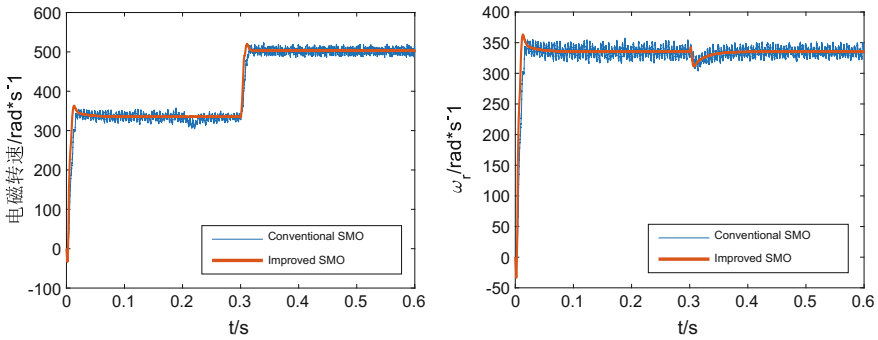 600
500
400
300
200
100
0
-100
电磁转速/rad*s⁻1
Conventional SMO
Improved SMO
0 0.1 0.2 0.3 0.4 0.5 0.6
t/s
400
350
300
250
200
150
100
50
0
-50
ω_r/rad*s⁻1
Conventional SMO
Improved SMO
0 0.1 0.2 0.3 0.4 0.5 0.6
t/s